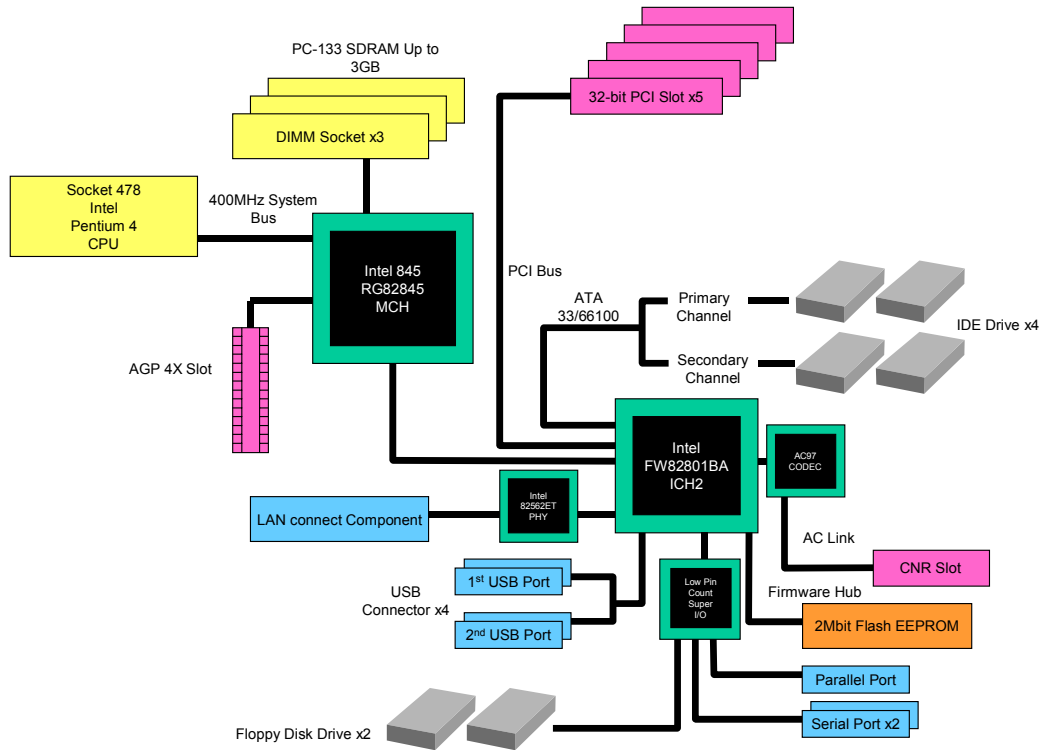 PC-133 SDRAM Up to
3GB
32-bit PCI Slot x5
DIMM Socket x3
Socket 478
Intel
Pentium 4
CPU
400MHz System
Bus
Intel 845
RG82845
MCH
PCI Bus
ATA
33/66100
Primary
Channel
IDE Drive x4
Secondary
Channel
AGP 4X Slot
Intel
FW82801BA
ICH2
AC97
CODEC
Intel
82562ET
PHY
LAN connect Component
AC Link
CNR Slot
USB
Connector x4
1st USB Port
2nd USB Port
Low Pin
Count
Super
I/O
Firmware Hub
2Mbit Flash EEPROM
Parallel Port
Serial Port x2
Floppy Disk Drive x2